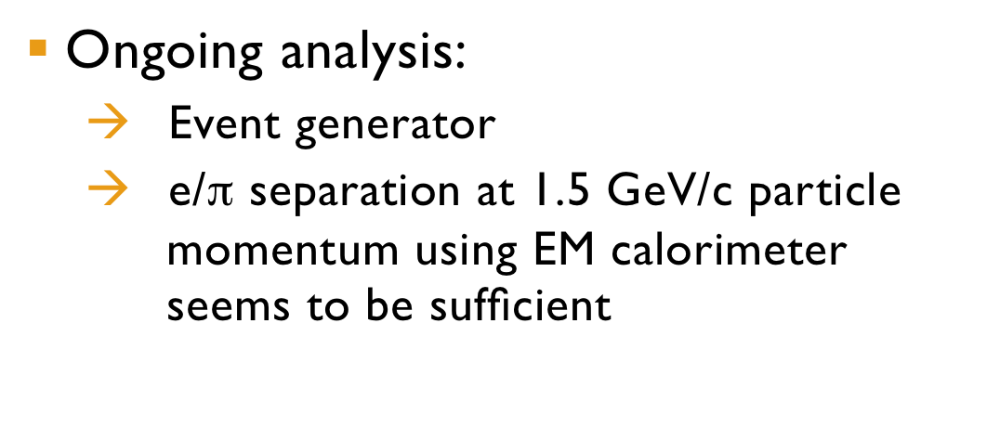 ▪ Ongoing analysis:
→ Event generator
→ e/π separation at 1.5 GeV/c particle
momentum using EM calorimeter
seems to be sufficient